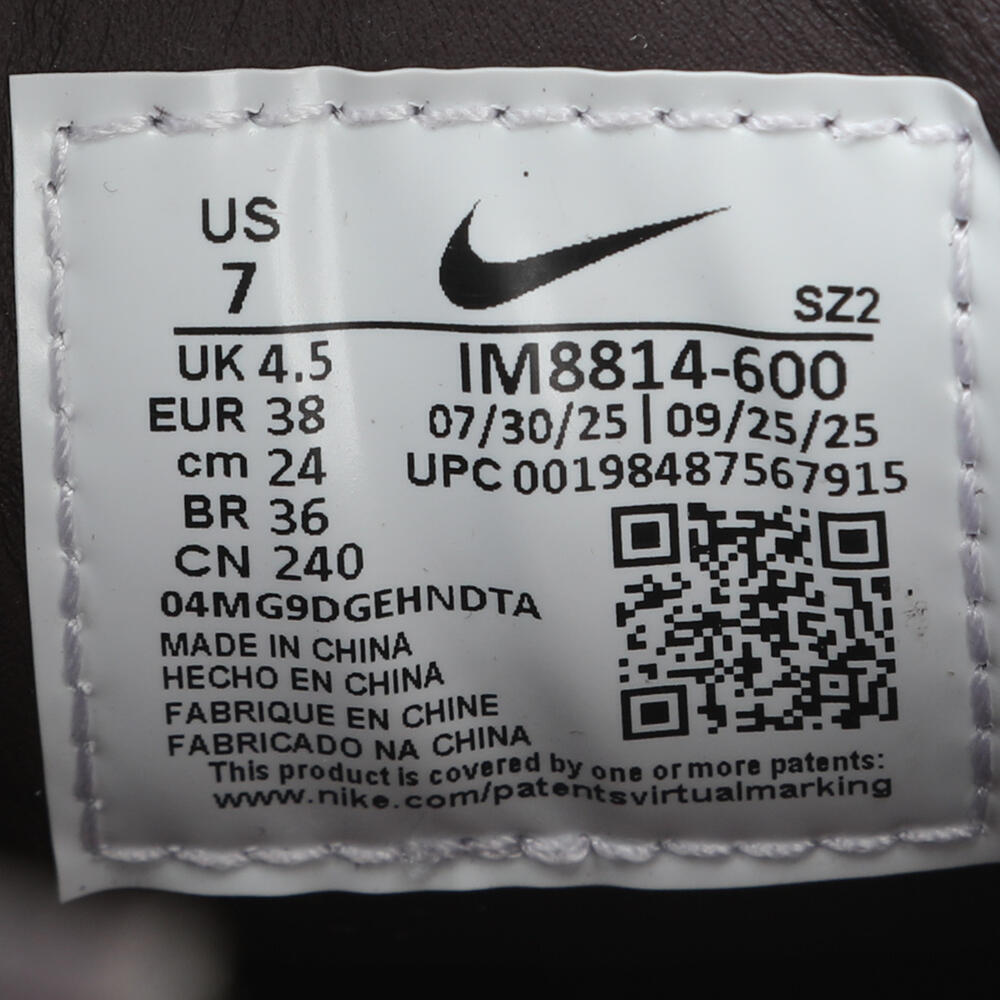 US
7
SZ2
UK 4.5
EUR 38
cm 24
BR 36
CN 240
IM8814-600
07/30/25 | 09/25/25
UPC 00198487567915
04MG9DGEHNDTA
MADE IN CHINA
HECHO EN CHINA
FABRIQUE EN CHINE
FABRICADO NA CHINA
This product is covered by one or more patents:
www.nike.com/patentsvirtualmarking